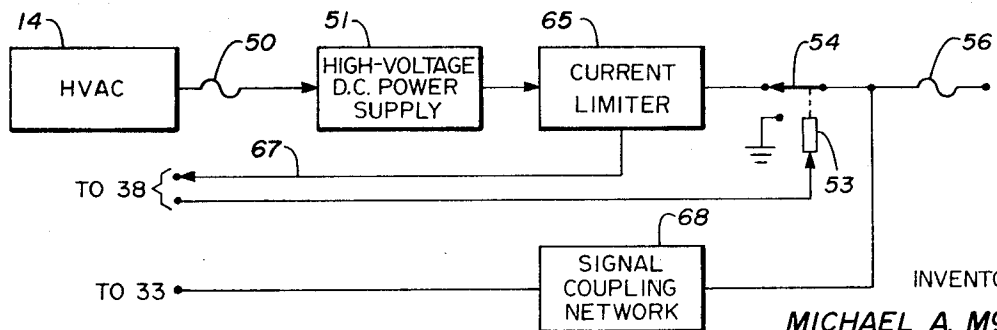 14
50
51
65
54
56
HVAC
HIGH-VOLTAGE
D.C. POWER
SUPPLY
CURRENT
LIMITER
67
53
TO 38
68
TO 33
SIGNAL
COUPLING
NETWORK
MICHAEL A.